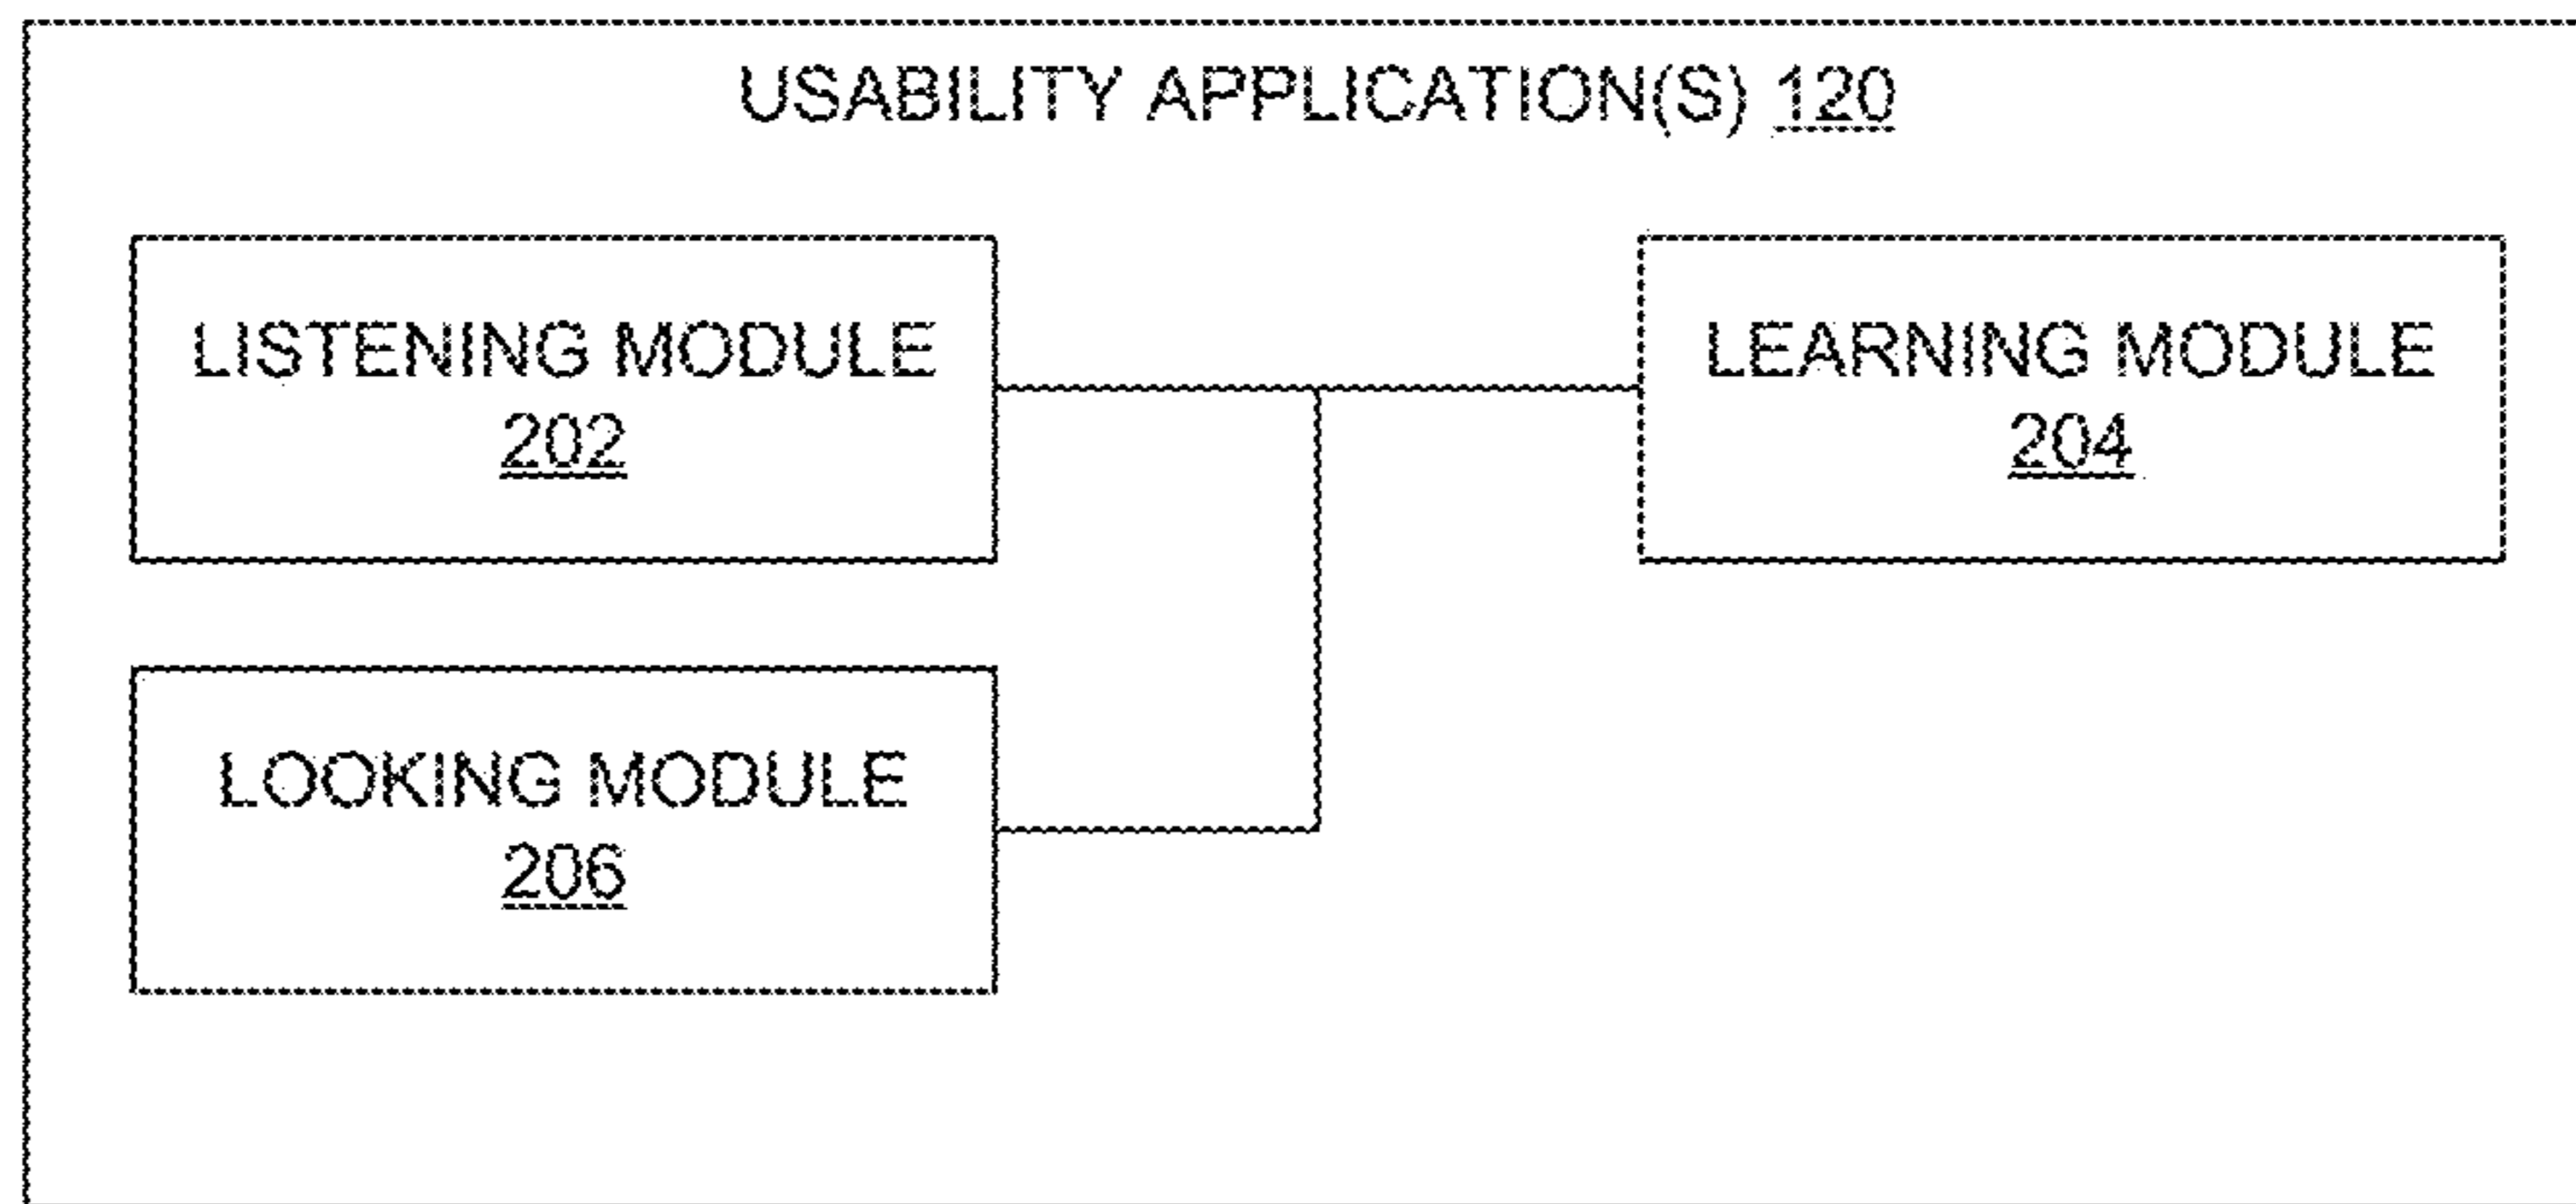 USABILITY APPLICATION(S) 120
LISTENING MODULE
202
LEARNING MODULE
204
LOOKING MODULE
206